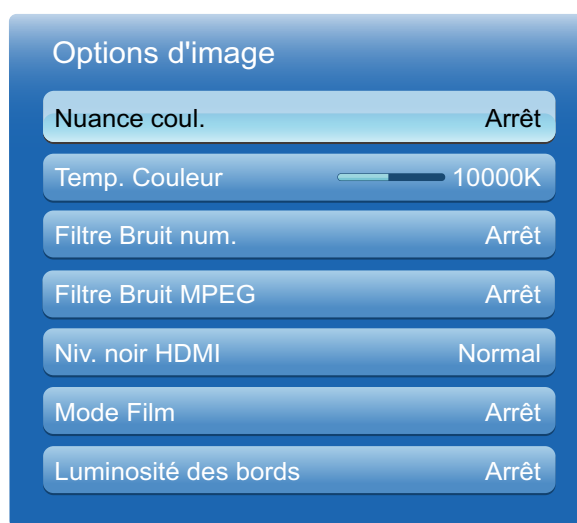 Options d'image
Nuance coul. Arrêt
Temp. Couleur 10000K
Filtre Bruit num. Arrêt
Filtre Bruit MPEG Arrêt
Niv. noir HDMI Normal
Mode Film Arrêt
Luminosité des bords Arrêt